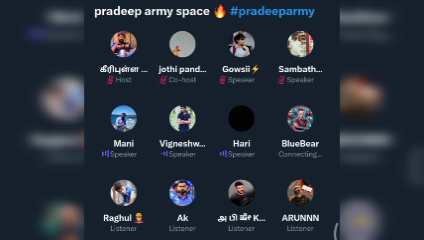 pradeep army space 🔥 #pradeeparmy
கீரிபுள்ள ... jothi pand... Gowsii⚡ Sambath...
Host Co-host Speaker Speaker
Mani Vigneshw... Hari BlueBear
Speaker Speaker Speaker Connecting...
Raghul Ak அ பி ஷே K... ARUNNN
Listener Listener Listener Listener